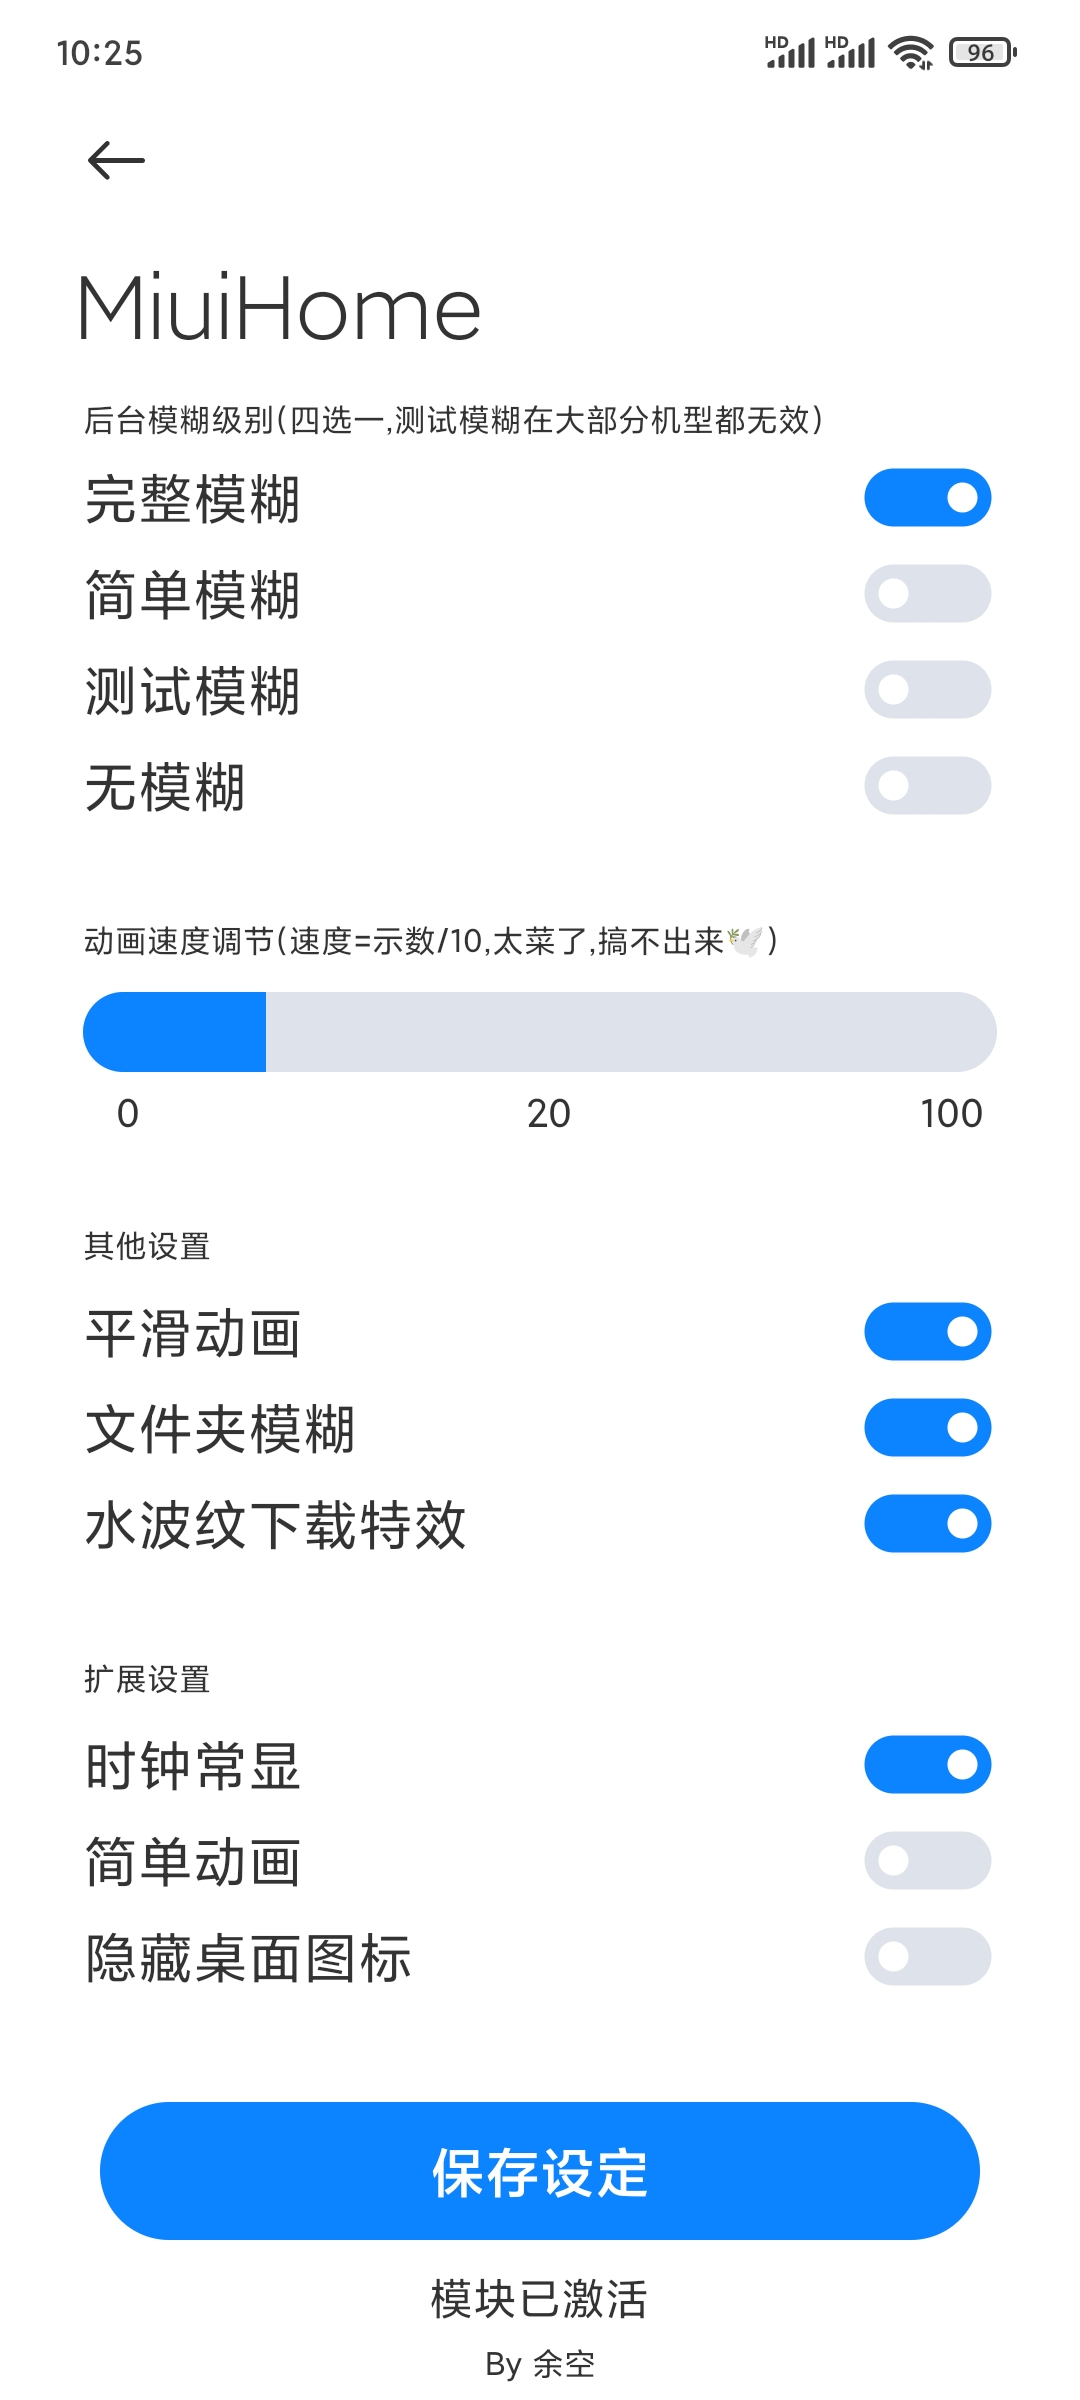 10:25
HD HD 96
MiuiHome
后台模糊级别(四选一,测试模糊在大部分机型都无效)
完整模糊
简单模糊
测试模糊
无模糊
动画速度调节(速度=示数/10,太菜了,搞不出来🕊️)
0 20 100
其他设置
平滑动画
文件夹模糊
水波纹下载特效
扩展设置
时钟常显
简单动画
隐藏桌面图标
保存设定
模块已激活
By 余空